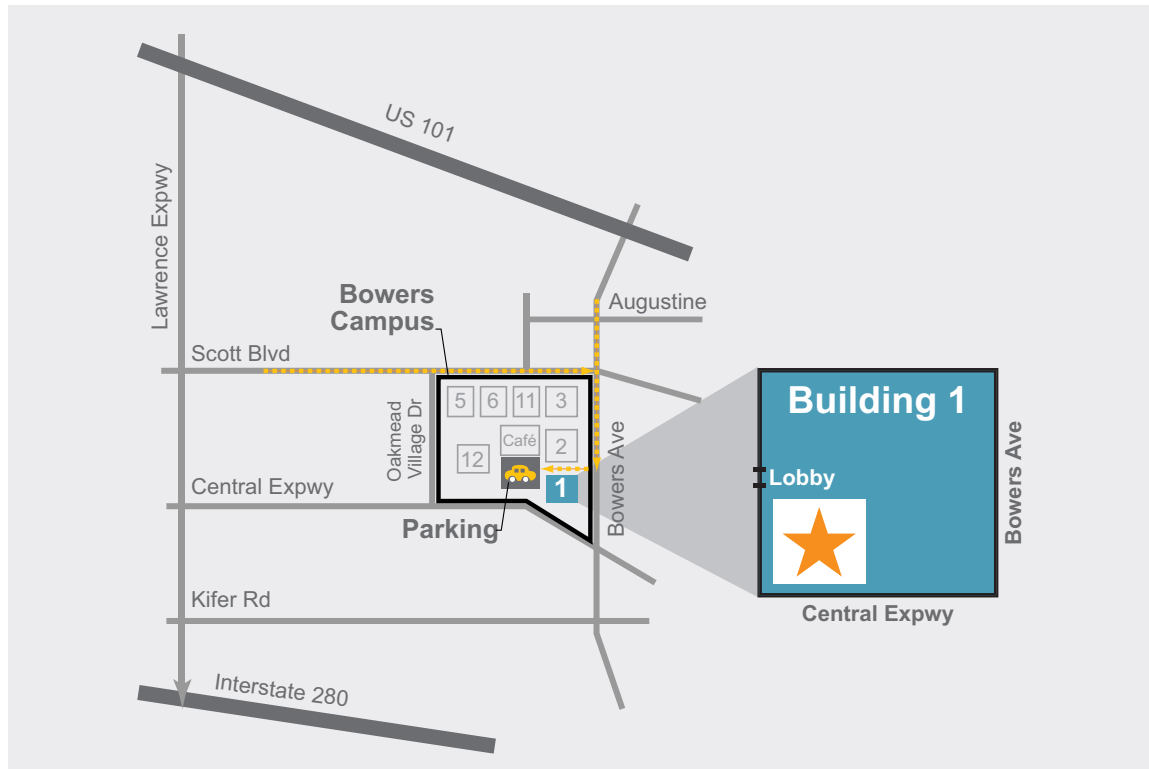 US 101
Lawrence Expwy
Bowers
Campus
Augustine
Scott Blvd
5
6
11
3
Oakmead
Village Dr
Café
2
12
Bowers Ave
Central Expwy
1
Parking
Kifer Rd
Interstate 280
Building 1
Lobby
Bowers Ave
Central Expwy